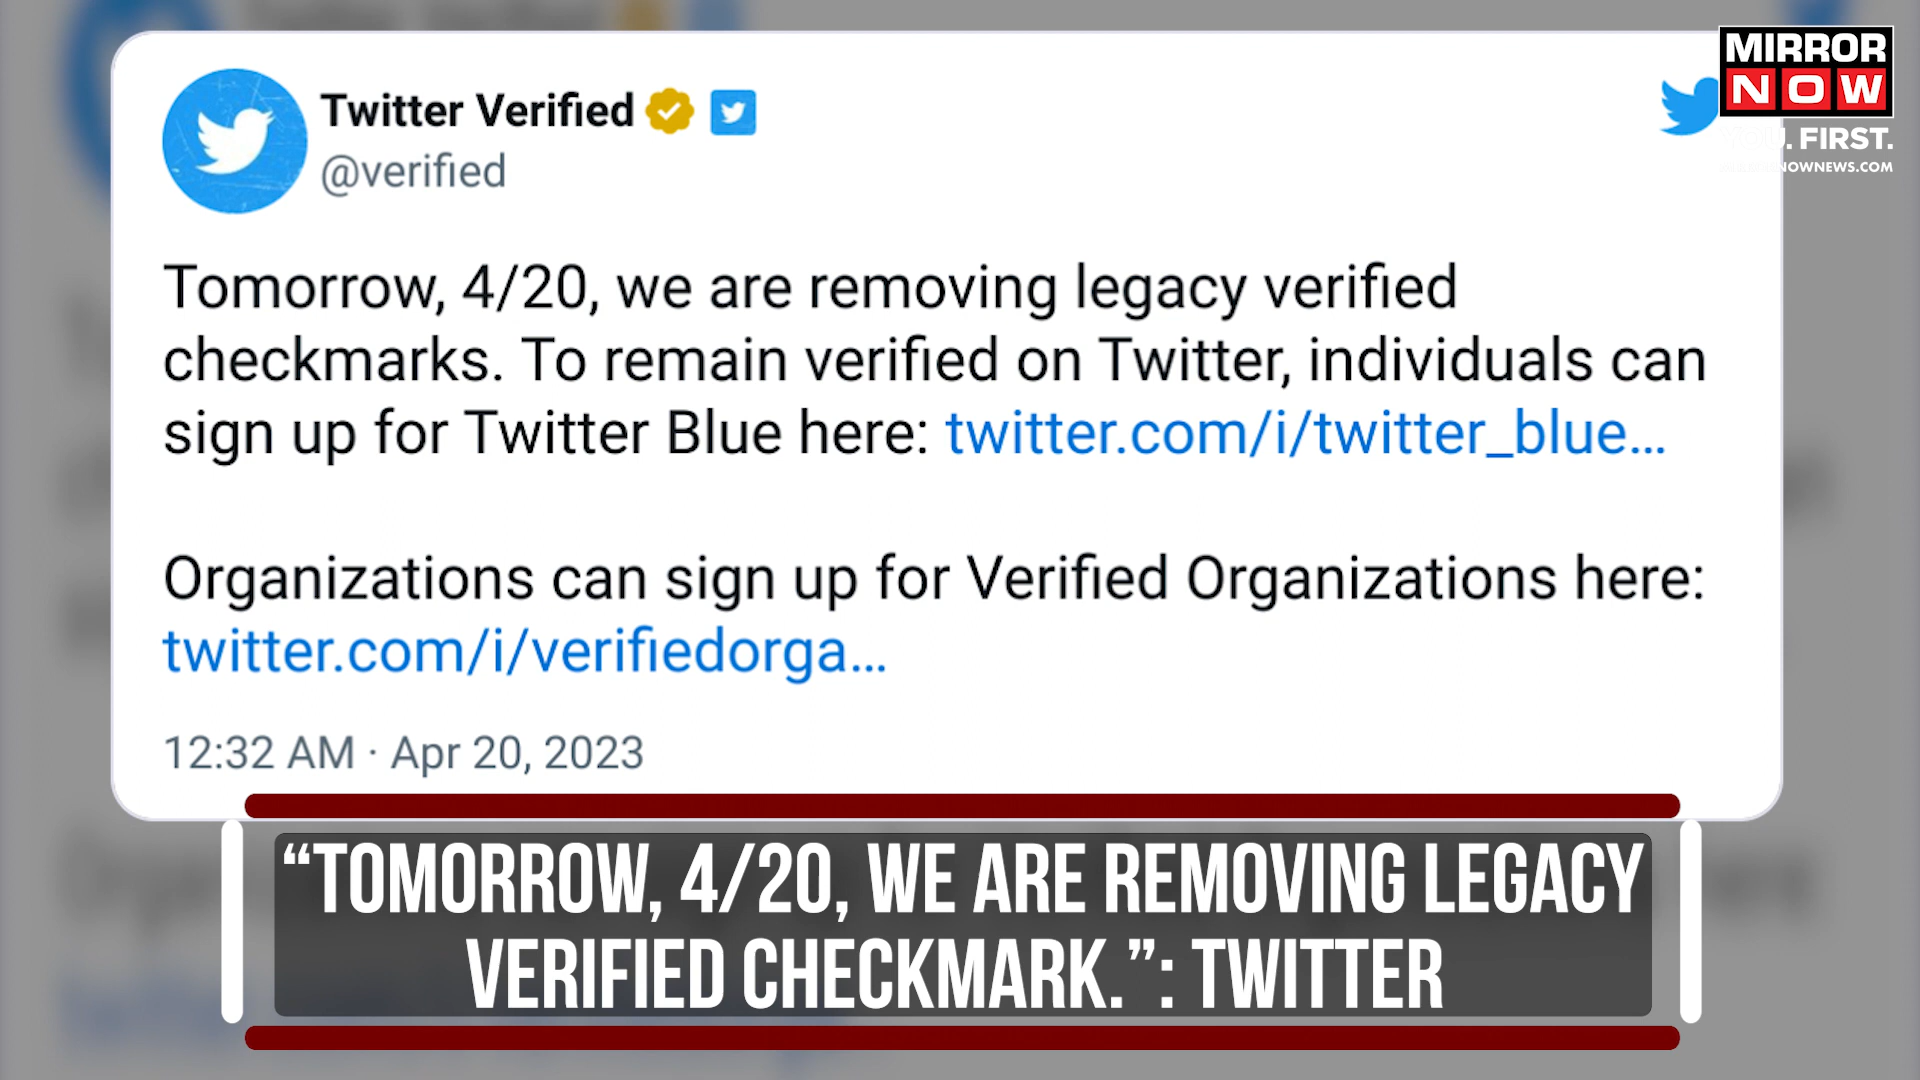 Twitter Verified
@verified
MIRROR
NOW
U. FIRST.
NOWNEWS.COM
Tomorrow, 4/20, we are removing legacy verified
checkmarks. To remain verified on Twitter, individuals can
sign up for Twitter Blue here: twitter.com/i/twitter_blue...
Organizations can sign up for Verified Organizations here:
twitter.com/i/verifiedorga...
12:32 AM · Apr 20, 2023
“TOMORROW, 4/20, WE ARE REMOVING LEGACY
VERIFIED CHECKMARK.”: TWITTER